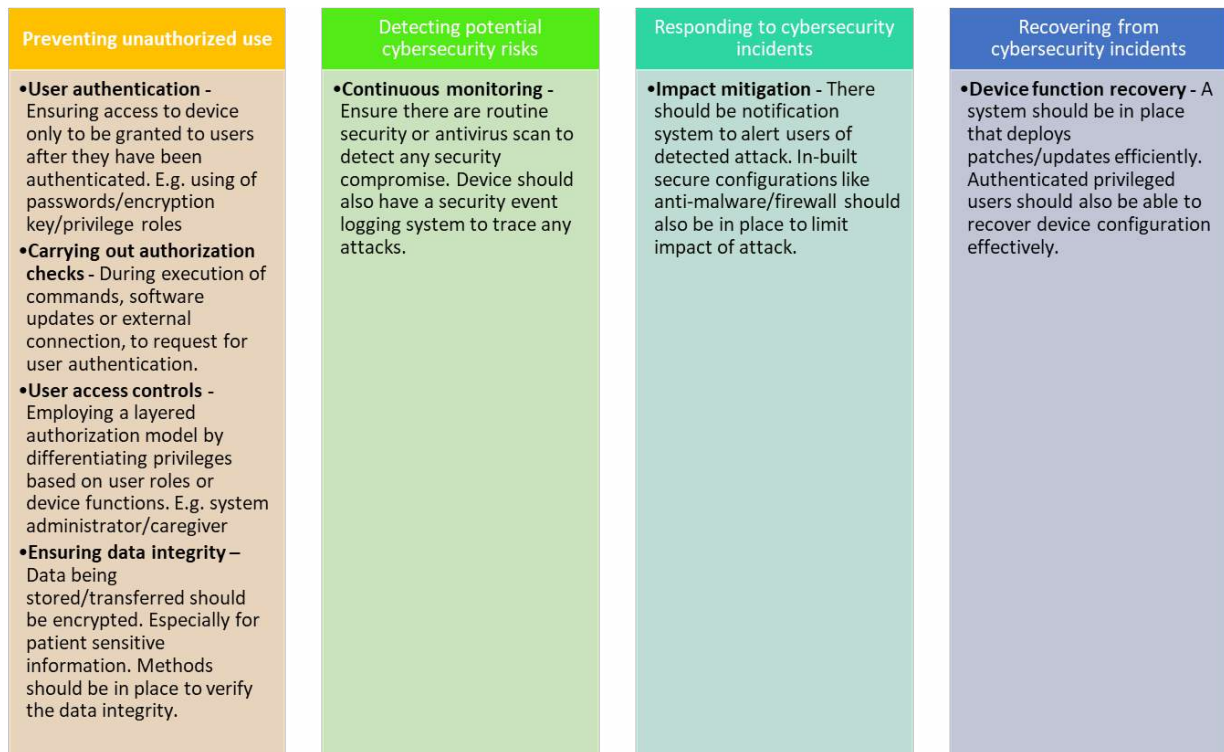 Preventing unauthorized use
•User authentication -
Ensuring access to device
only to be granted to users
after they have been
authenticated. E.g. using of
passwords/encryption
key/privilege roles
•Carrying out authorization
checks - During execution of
commands, software
updates or external
connection, to request for
user authentication.
•User access controls -
Employing a layered
authorization model by
differentiating privileges
based on user roles or
device functions. E.g. system
administrator/caregiver
•Ensuring data integrity –
Data being
stored/transferred should
be encrypted. Especially for
patient sensitive
information. Methods
should be in place to verify
the data integrity.
Detecting potential
cybersecurity risks
•Continuous monitoring -
Ensure there are routine
security or antivirus scan to
detect any security
compromise. Device should
also have a security event
logging system to trace any
attacks.
Responding to cybersecurity
incidents
•Impact mitigation - There
should be notification
system to alert users of
detected attack. In-built
secure configurations like
anti-malware/firewall should
also be in place to limit
impact of attack.
Recovering from
cybersecurity incidents
•Device function recovery - A
system should be in place
that deploys
patches/updates efficiently.
Authenticated privileged
users should also be able to
recover device configuration
effectively.